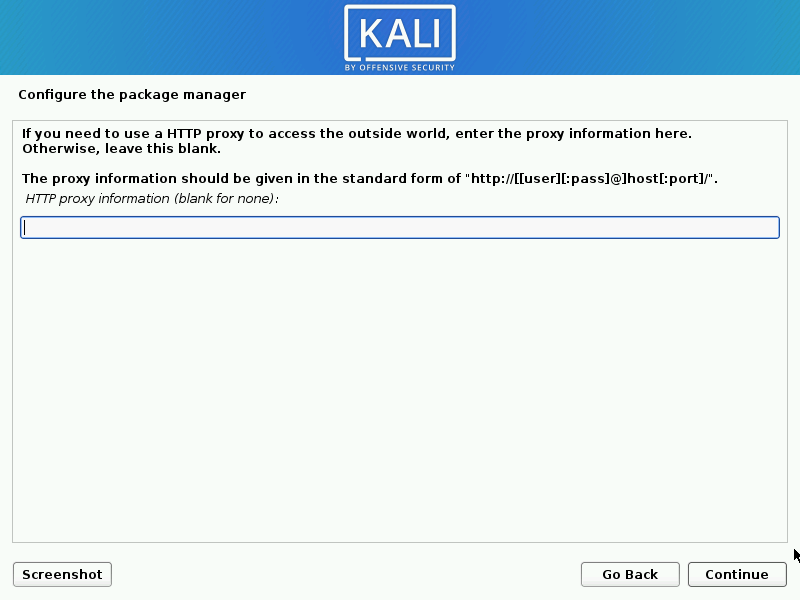 KALI
BY OFFENSIVE SECURITY
Configure the package manager
If you need to use a HTTP proxy to access the outside world, enter the proxy information here.
Otherwise, leave this blank.
The proxy information should be given in the standard form of "http://[[user][:pass]@]host[:port]/".
HTTP proxy information (blank for none):
Screenshot
Go Back
Continue